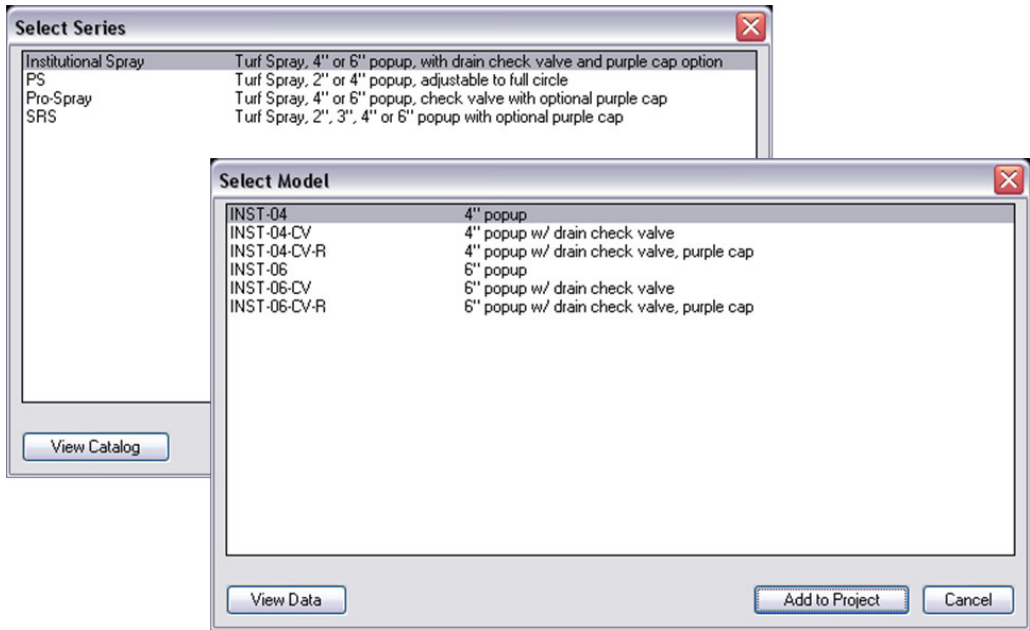 Select Series
Institutional Spray Turf Spray, 4" or 6" popup, with drain check valve and purple cap option
PS Turf Spray, 2" or 4" popup, adjustable to full circle
Pro-Spray Turf Spray, 4" or 6" popup, check valve with optional purple cap
SRS Turf Spray, 2", 3", 4" or 6" popup with optional purple cap
View Catalog
Select Model
INST-04 4" popup
INST-04-CV 4" popup w/ drain check valve
INST-04-CV-R 4" popup w/ drain check valve, purple cap
INST-06 6" popup
INST-06-CV 6" popup w/ drain check valve
INST-06-CV-R 6" popup w/ drain check valve, purple cap
View Data Add to Project Cancel